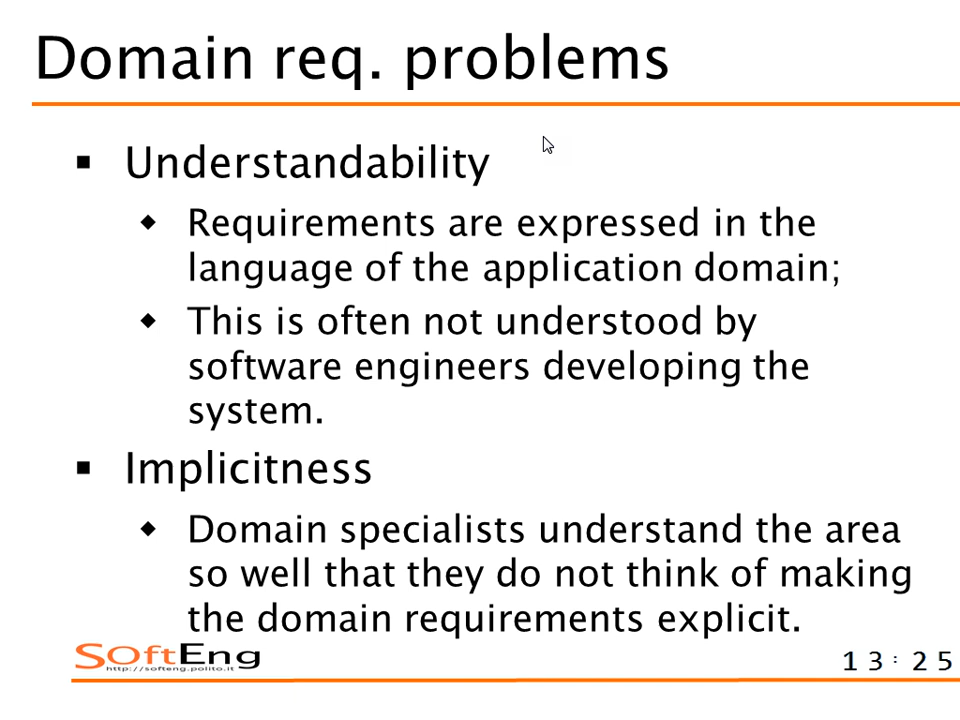 Domain req. problems
Understandability
Requirements are expressed in the
language of the application domain;
This is often not understood by
software engineers developing the
system.
Implicitness
Domain specialists understand the area
so well that they do not think of making
the domain requirements explicit.
SOftEng
http://softeng.polito.it
13:25